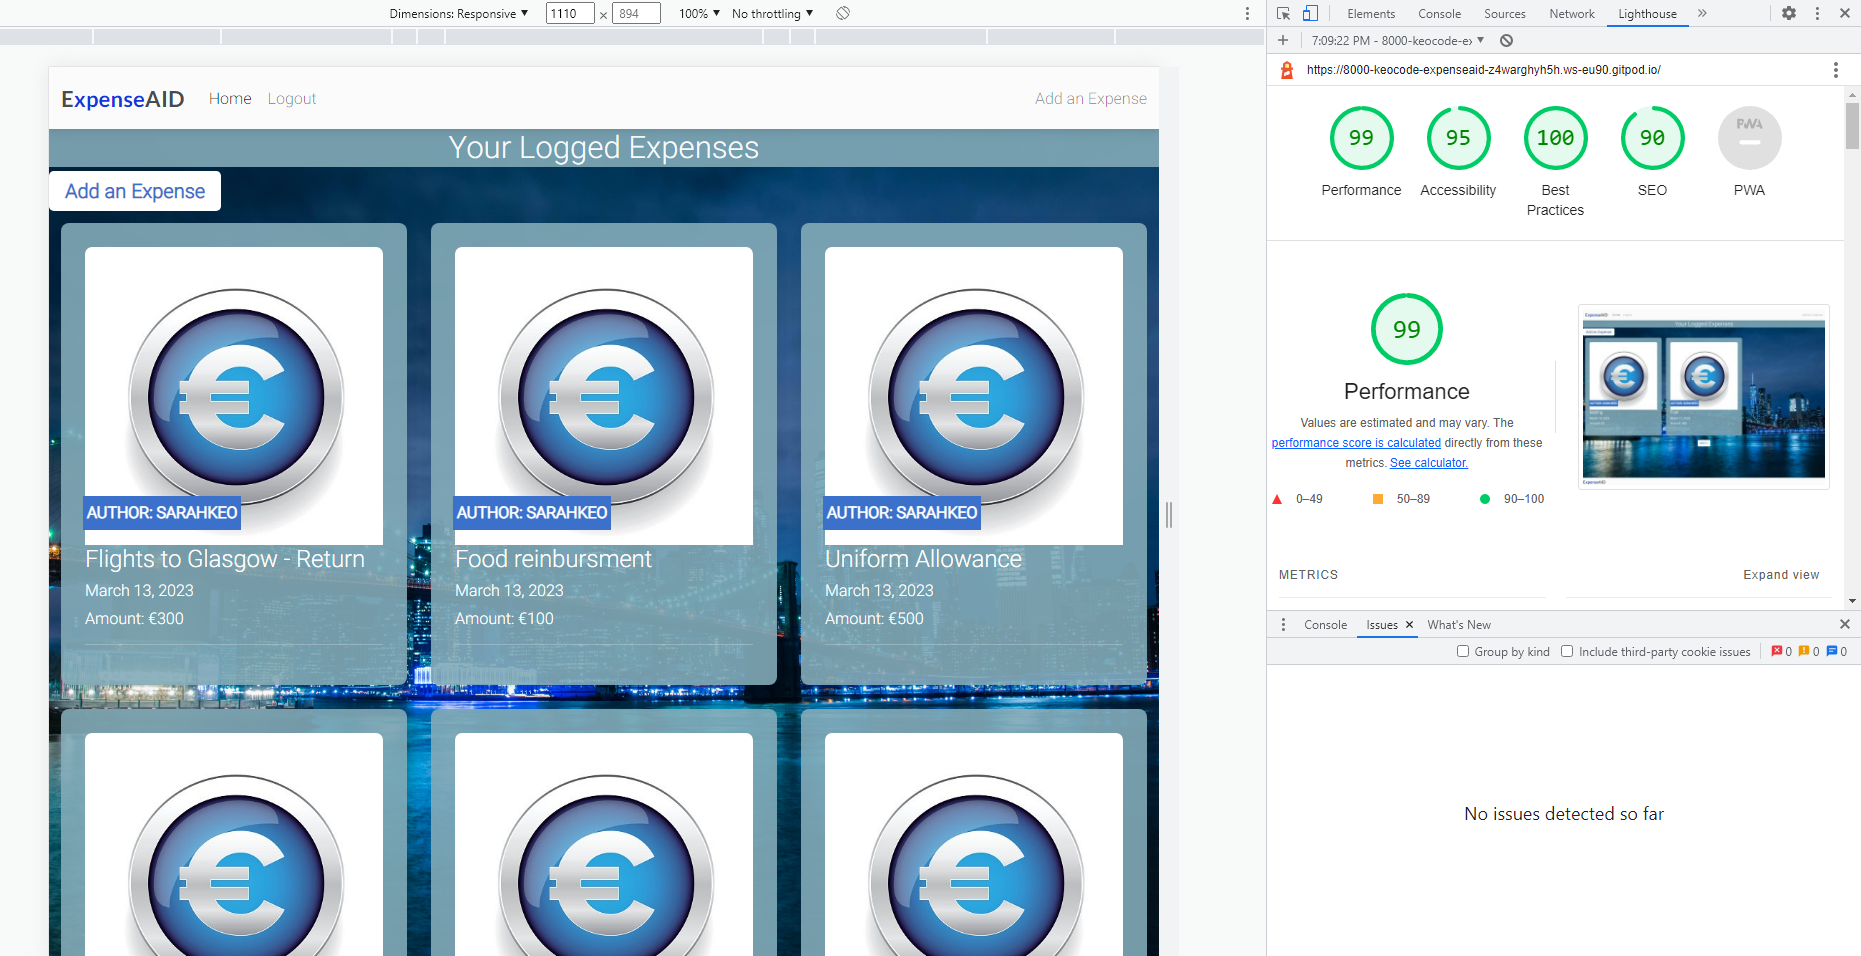 Dimensions: Responsive ▼ 1110 × 894 100% ▼ No throttling ▼
ExpenseAID Home Logout Add an Expense
Your Logged Expenses
Add an Expense
AUTHOR: SARAHKEO
Flights to Glasgow - Return
March 13, 2023
Amount: €300
AUTHOR: SARAHKEO
Food reinbursment
March 13, 2023
Amount: €100
AUTHOR: SARAHKEO
Uniform Allowance
March 13, 2023
Amount: €500
Elements Console Sources Network Lighthouse »
7:09:22 PM - 8000-keocode-ex ▼
https://8000-keocode-expenseaid-z4warghyh5h.ws-eu90.gitpod.io/
99 95 100 90 PWA
Performance Accessibility Best Practices SEO PWA
99
Performance
Values are estimated and may vary. The
performance score is calculated directly from these
metrics. See calculator.
0–49 50–89 90–100
ExpenseAID
Your Logged Expenses
ExpenseAID
METRICS Expand view
Console Issues × What's New
Group by kind Include third-party cookie issues 0 0 0
No issues detected so far